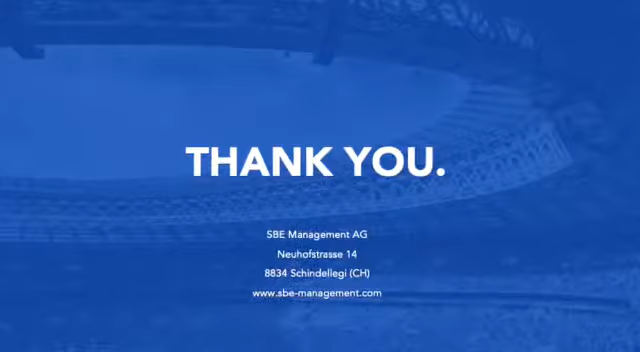 THANK YOU.
SBE Management AG
Neuhofstrasse 14
8834 Schindellegi (CH)
www.sbe-management.com